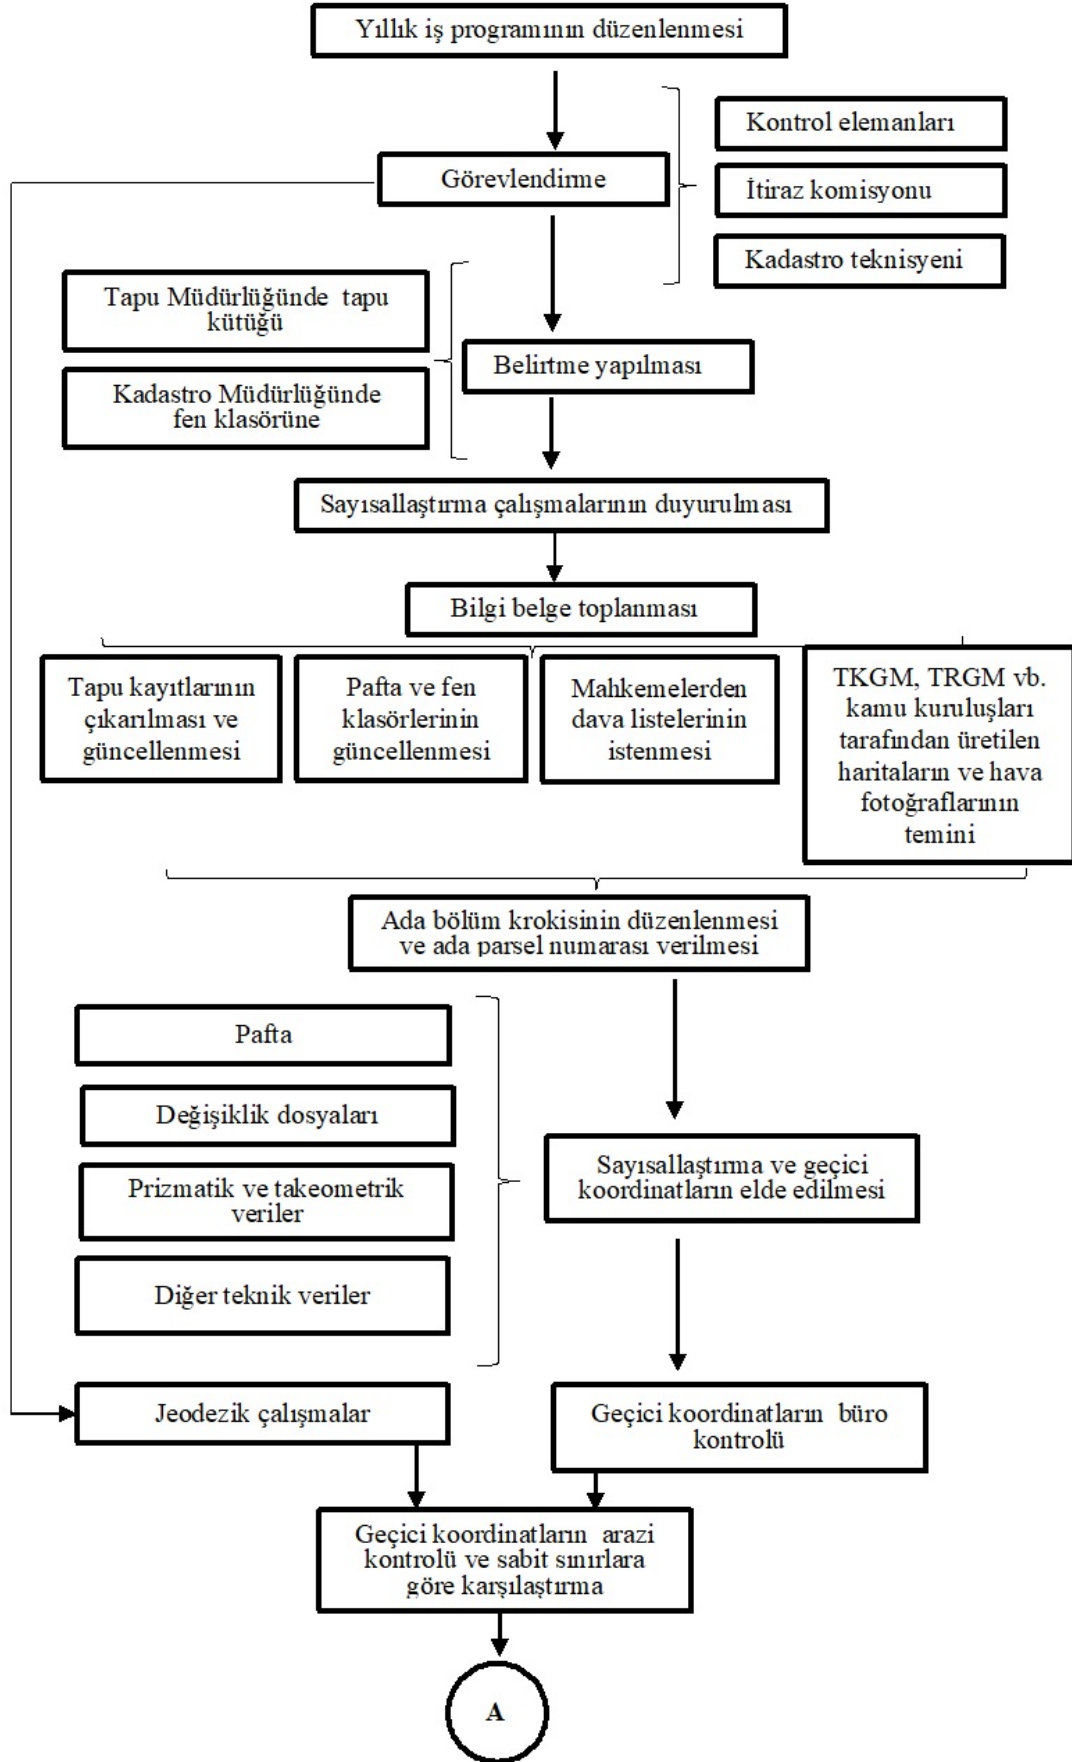 Yıllık iş programının düzenlenmesi
Kontrol elemanları
Görevlendirme
İtiraz komisyonu
Kadastro teknisyeni
Tapu Müdürlüğünde tapu
kütüğü
Belirtme yapılması
Kadastro Müdürlüğünde
fen klasörüne
Sayısallaştırma çalışmalarının duyurulması
Bilgi belge toplanması
Tapu kayıtlarının
çıkarılması ve
güncellenmesi
Pafta ve fen
klasörlerinin
güncellenmesi
Mahkemelerden
dava listelerinin
istenmesi
TKGM, TRGM vb.
kamu kuruluşları
tarafından üretilen
haritaların ve hava
fotoğraflarının
temini
Ada bölüm krokisinin düzenlenmesi
ve ada parsel numarası verilmesi
Pafta
Değişiklik dosyaları
Prizmatik ve takeometrik
veriler
Diğer teknik veriler
Sayısallaştırma ve geçici
koordinatların elde edilmesi
Jeodezik çalışmalar
Geçici koordinatların büro
kontrolü
Geçici koordinatların arazi
kontrolü ve sabit sınırlara
göre karşılaştırma
A